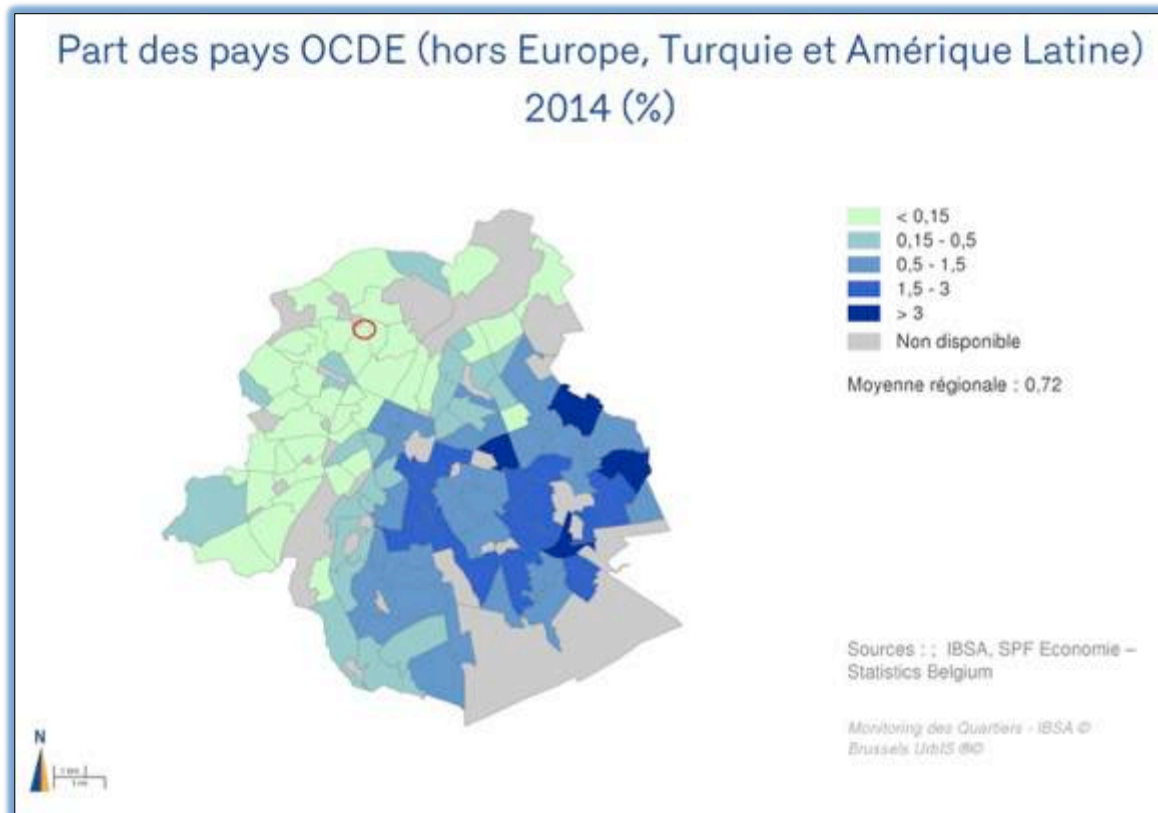 Part des pays OCDE (hors Europe, Turquie et Amérique Latine)
2014 (%)
< 0,15
0,15 - 0,5
0,5 - 1,5
1,5 - 3
> 3
Non disponible
Moyenne régionale : 0,72
Sources : ; IBSA, SPF Economie –
Statistics Belgium
Monitoring des Quartiers - IBSA ©
Brussels UrbIS ®©
N